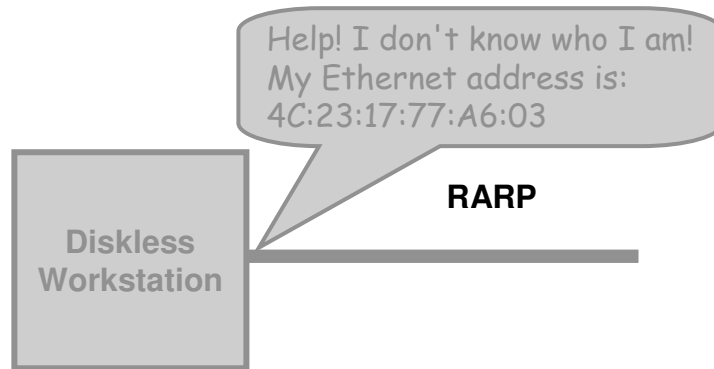 Help! I don't know who I am!
My Ethernet address is:
4C:23:17:77:A6:03
RARP
Diskless
Workstation